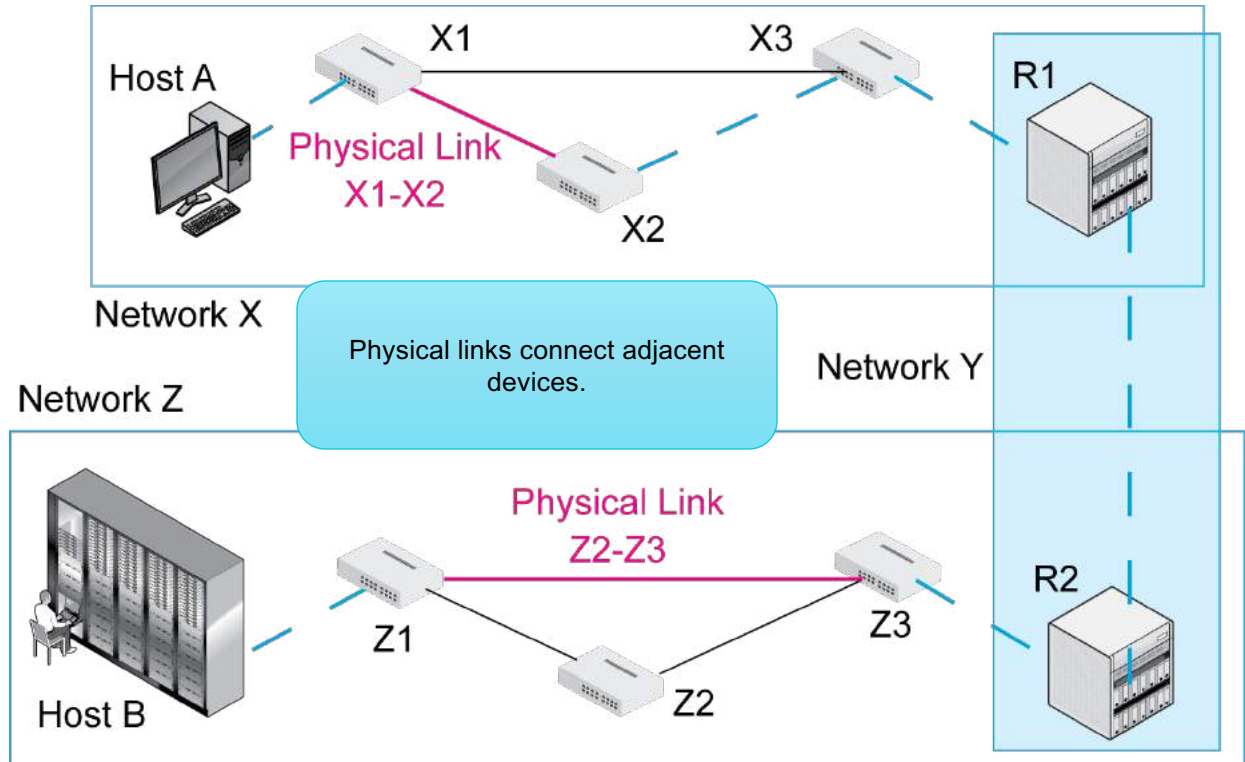 X1
X3
Host A
R1
Physical Link
X1-X2
X2
Network X
Physical links connect adjacent
devices.
Network Y
Network Z
Physical Link
Z2-Z3
Z1
Z3
R2
Z2
Host B